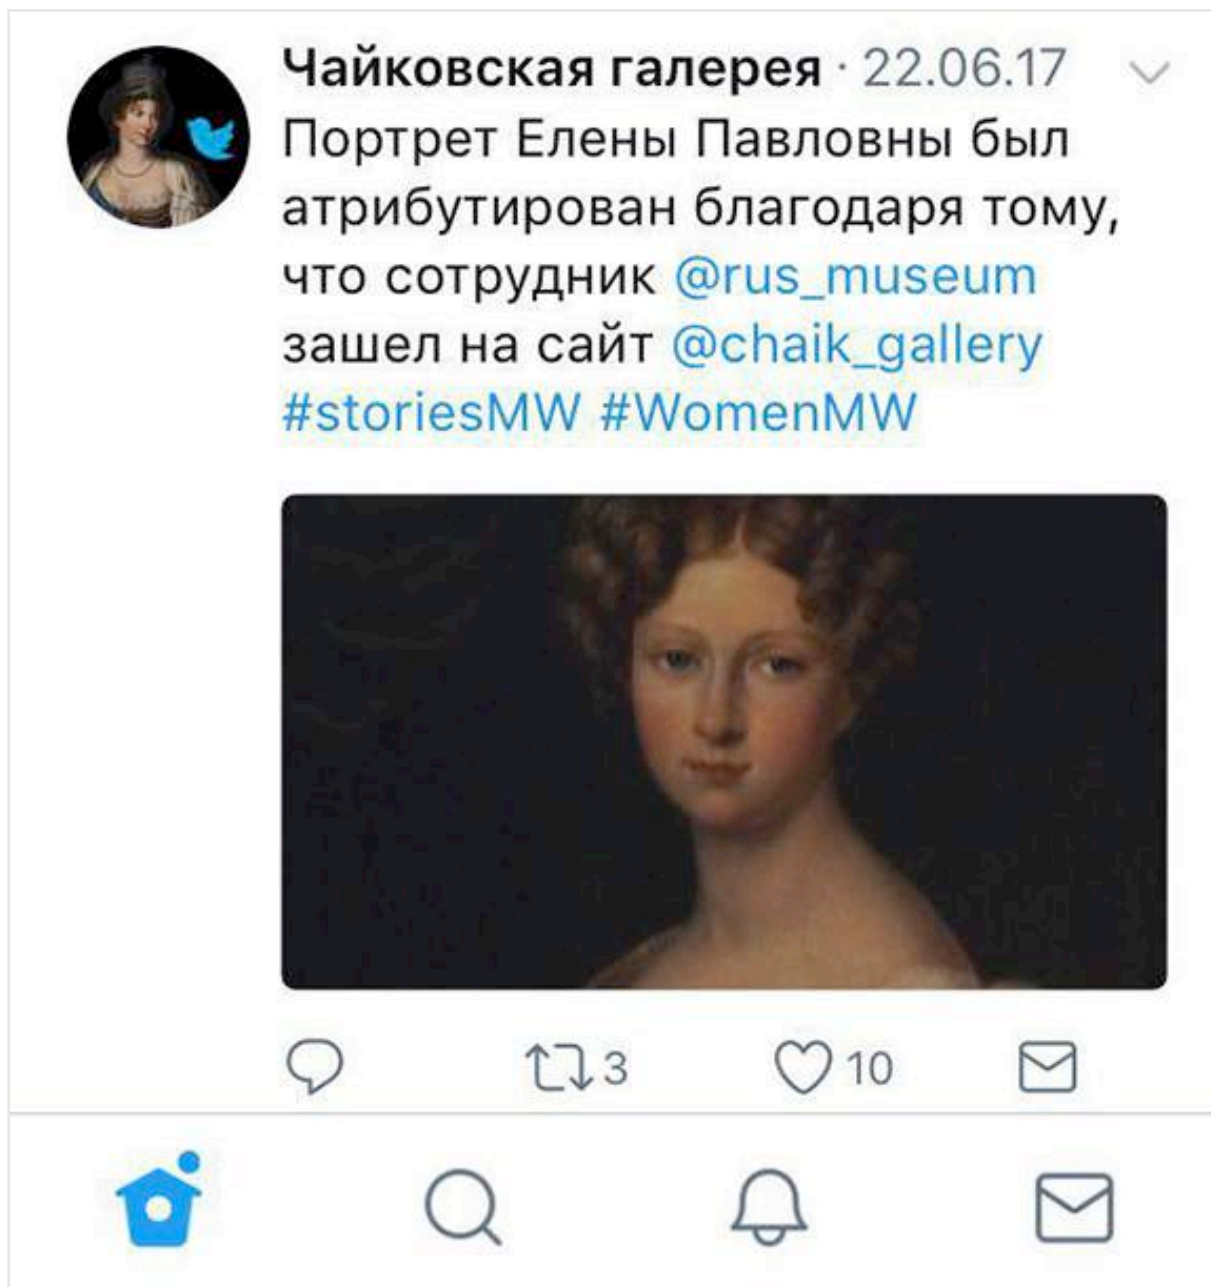 Чайковская галерея · 22.06.17
Портрет Елены Павловны был
атрибутирован благодаря тому,
что сотрудник @rus_museum
зашел на сайт @chaik_gallery
#storiesMW #WomenMW
3 10